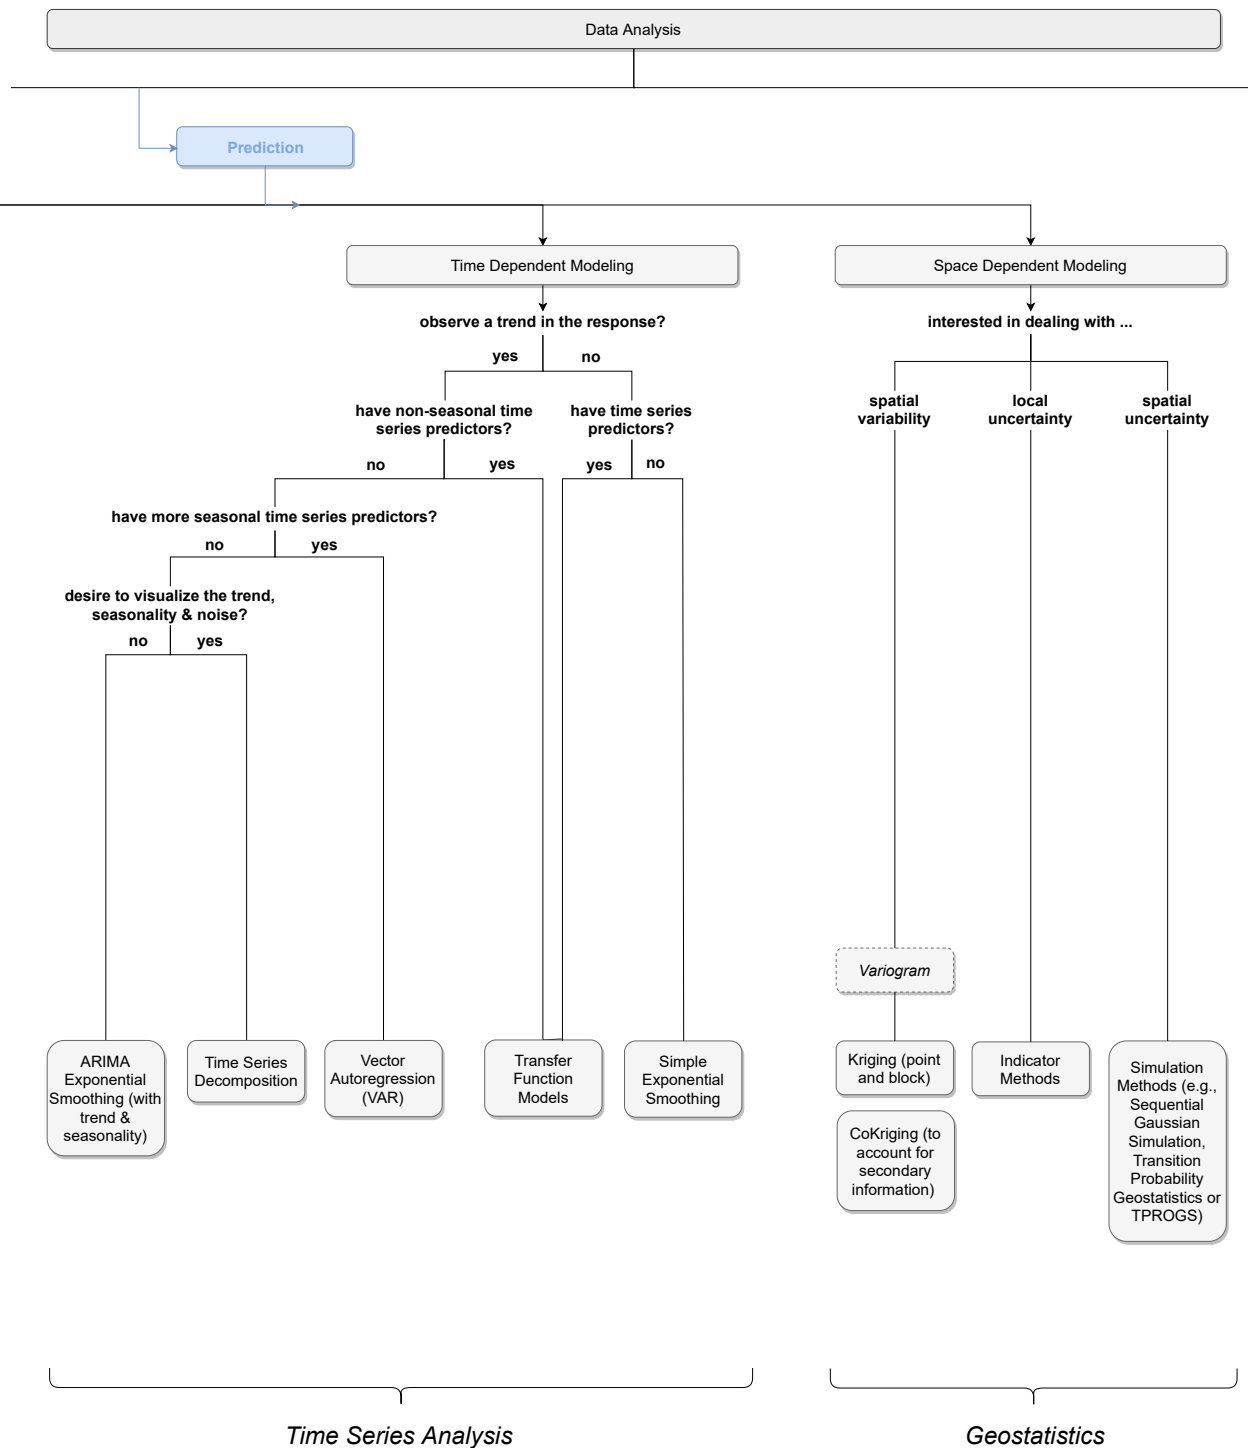 Data Analysis
Prediction
Time Dependent Modeling
Space Dependent Modeling
observe a trend in the response?
interested in dealing with ...
yes
no
have non-seasonal time
series predictors?
have time series
predictors?
spatial
variability
local
uncertainty
spatial
uncertainty
no
yes
yes
no
have more seasonal time series predictors?
no
yes
desire to visualize the trend,
seasonality & noise?
no
yes
Variogram
ARIMA
Exponential
Smoothing (with
trend &
seasonality)
Time Series
Decomposition
Vector
Autoregression
(VAR)
Transfer
Function
Models
Simple
Exponential
Smoothing
Kriging (point
and block)
CoKriging (to
account for
secondary
information)
Indicator
Methods
Simulation
Methods (e.g.,
Sequential
Gaussian
Simulation,
Transition
Probability
Geostatistics or
TPROGS)
Time Series Analysis
Geostatistics